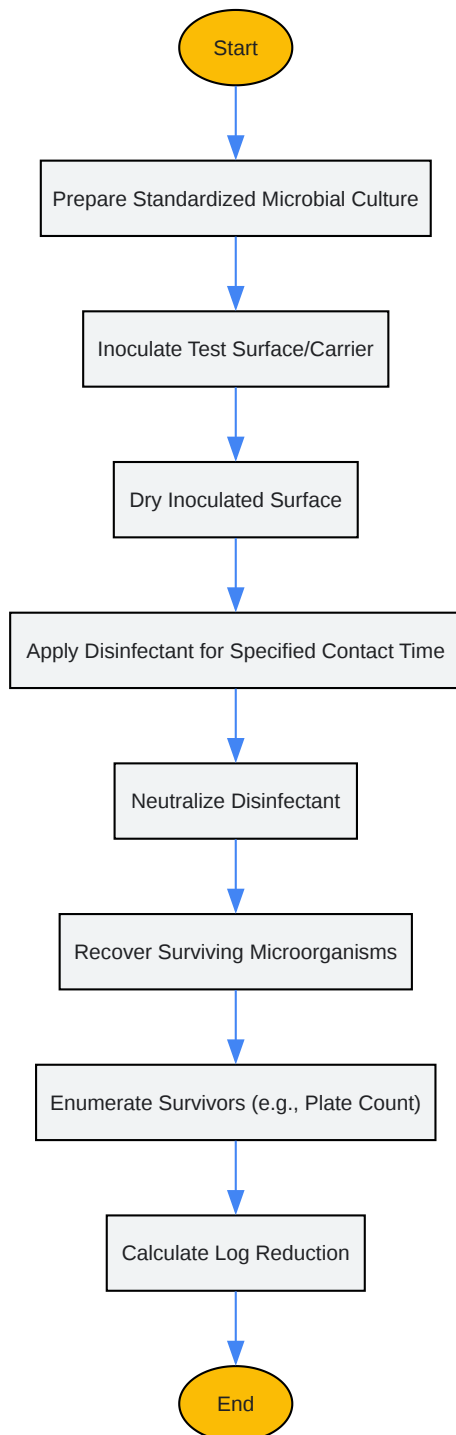 Start
Prepare Standardized Microbial Culture
Inoculate Test Surface/Carrier
Dry Inoculated Surface
Apply Disinfectant for Specified Contact Time
Neutralize Disinfectant
Recover Surviving Microorganisms
Enumerate Survivors (e.g., Plate Count)
Calculate Log Reduction
End